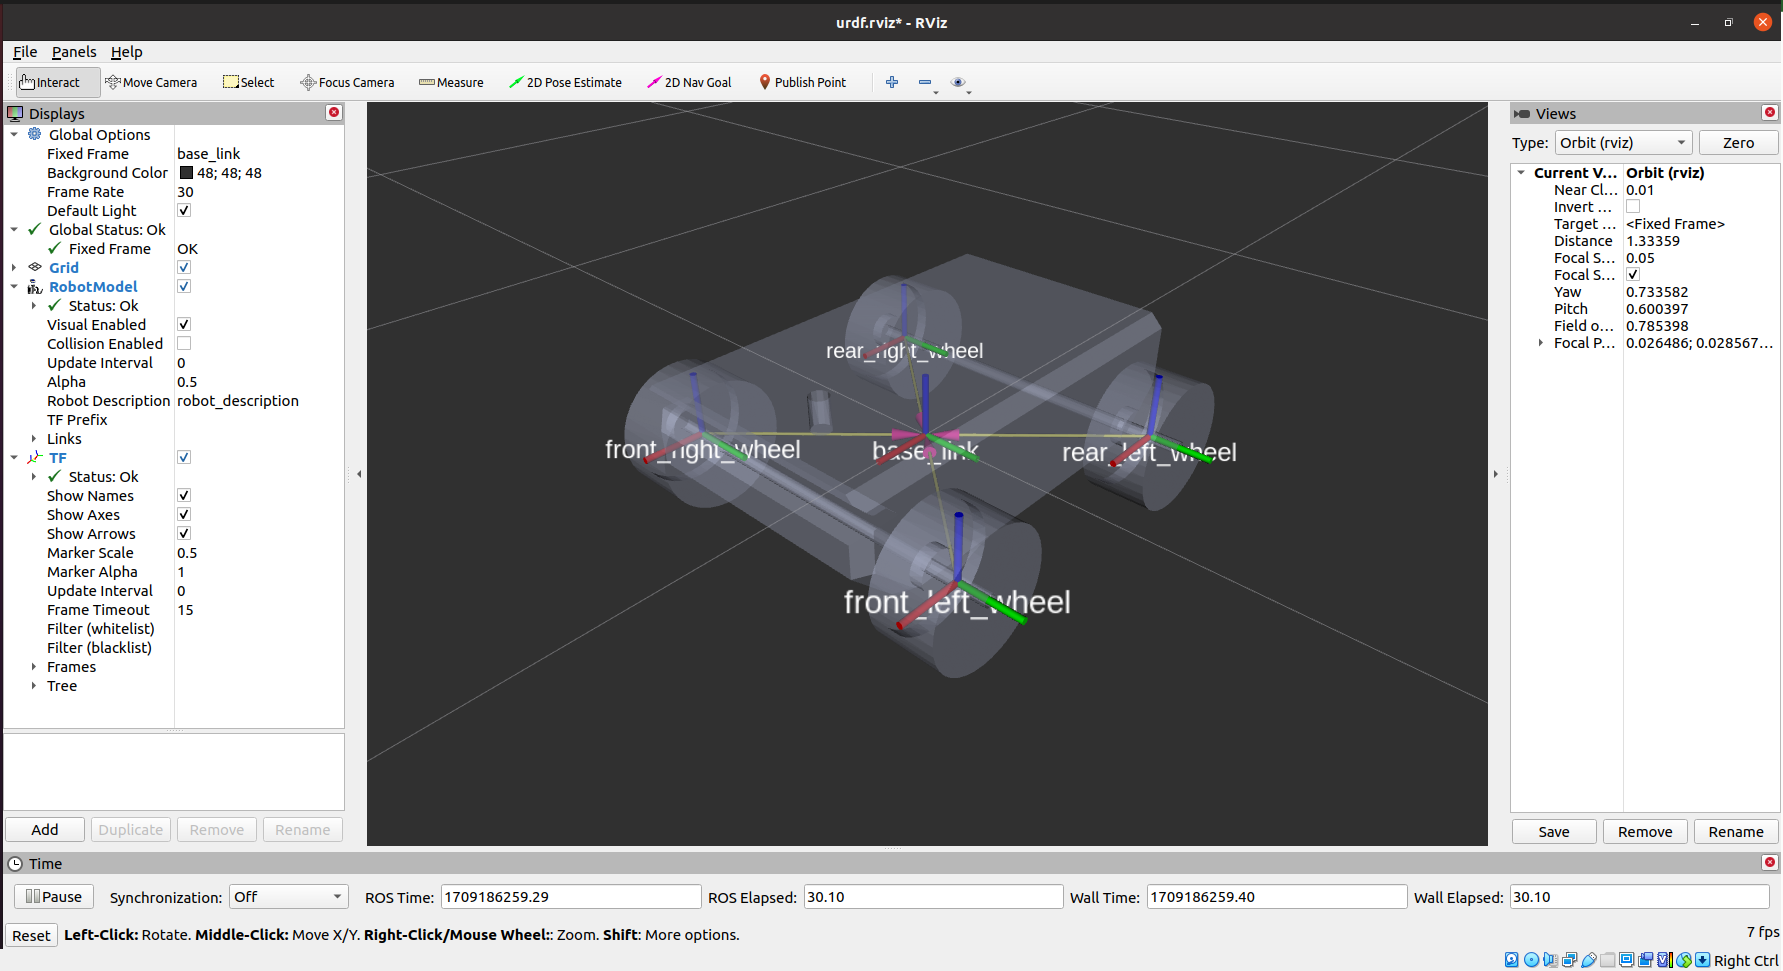 urdf.rviz* - RViz
File Panels Help
Interact Move Camera Select Focus Camera Measure 2D Pose Estimate 2D Nav Goal Publish Point
Displays
Global Options
Fixed Frame base_link
Background Color 48; 48; 48
Frame Rate 30
Default Light
Global Status: Ok
Fixed Frame OK
Grid
RobotModel
Status: Ok
Visual Enabled
Collision Enabled
Update Interval 0
Alpha 0.5
Robot Description robot_description
TF Prefix
Links
TF
Status: Ok
Show Names
Show Axes
Show Arrows
Marker Scale 0.5
Marker Alpha 1
Update Interval 0
Frame Timeout 15
Filter (whitelist)
Filter (blacklist)
Frames
Tree
Add Duplicate Remove Rename
rear_right_wheel
front_right_wheel base_link rear_left_wheel
front_left_wheel
Views
Type: Orbit (rviz) Zero
Current V... Orbit (rviz)
Near Cl... 0.01
Invert ...
Target ... <Fixed Frame>
Distance 1.33359
Focal S... 0.05
Focal S...
Yaw 0.733582
Pitch 0.600397
Field o... 0.785398
Focal P... 0.026486; 0.028567...
Save Remove Rename
Time
Pause Synchronization: Off ROS Time: 1709186259.29 ROS Elapsed: 30.10 Wall Time: 1709186259.40 Wall Elapsed: 30.10
Reset Left-Click: Rotate. Middle-Click: Move X/Y. Right-Click/Mouse Wheel:: Zoom. Shift: More options. 7 fps
Right Ctrl